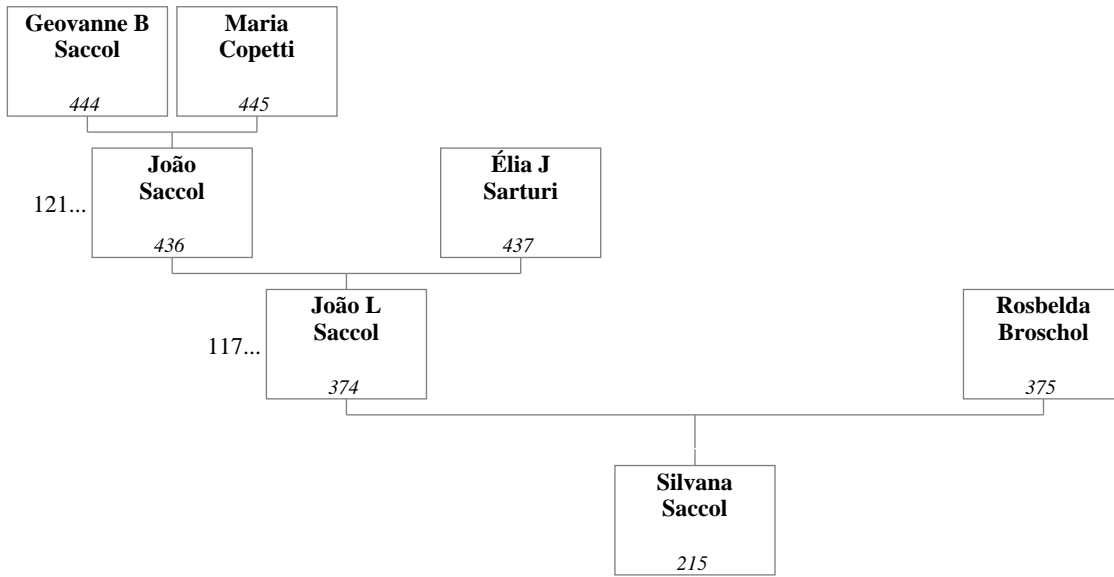 Geovanne B
Saccol
444
Maria
Copetti
445
121...
João
Saccol
436
Élia J
Sarturi
437
117...
João L
Saccol
374
Rosbelda
Broschol
375
Silvana
Saccol
215